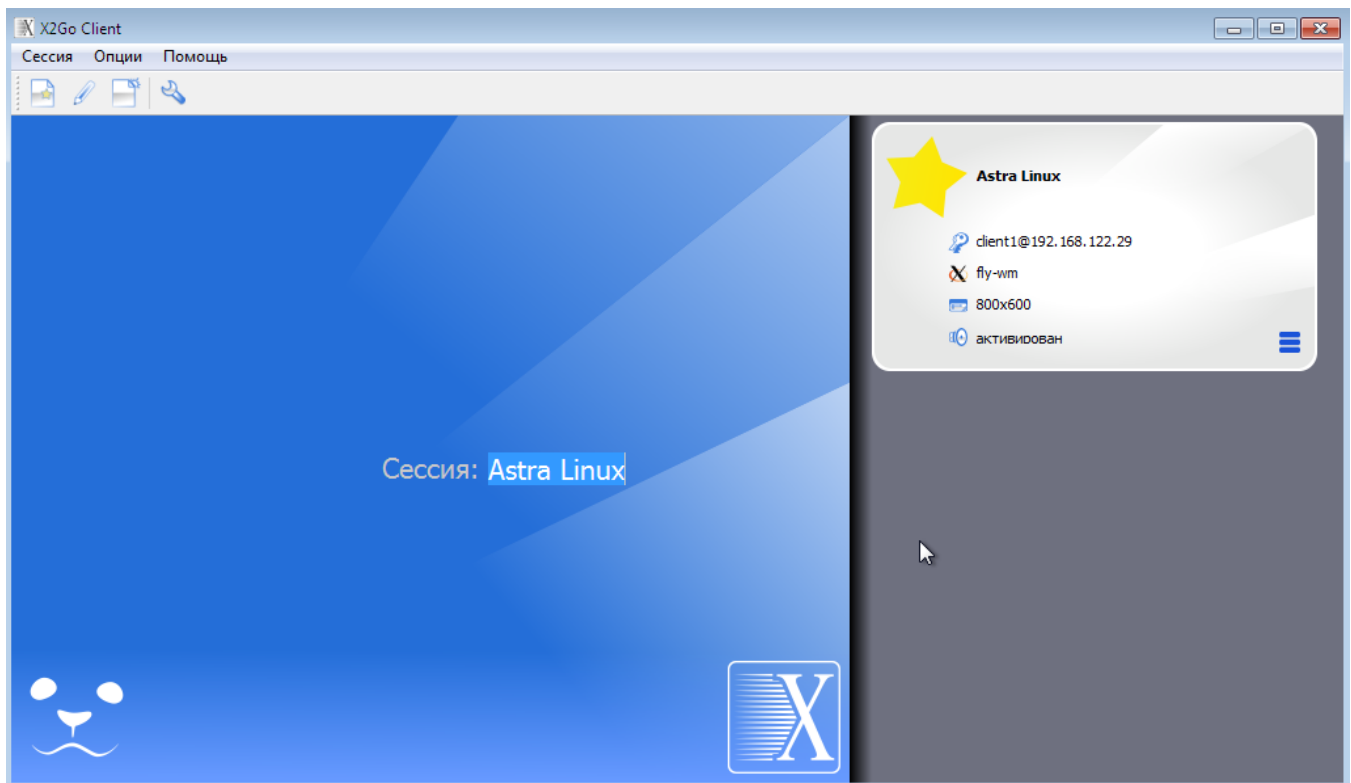 X2Go Client
Сессия Опции Помощь
Astra Linux
client1@192.168.122.29
fly-wm
800x600
активирован
Сессия: Astra Linux
X